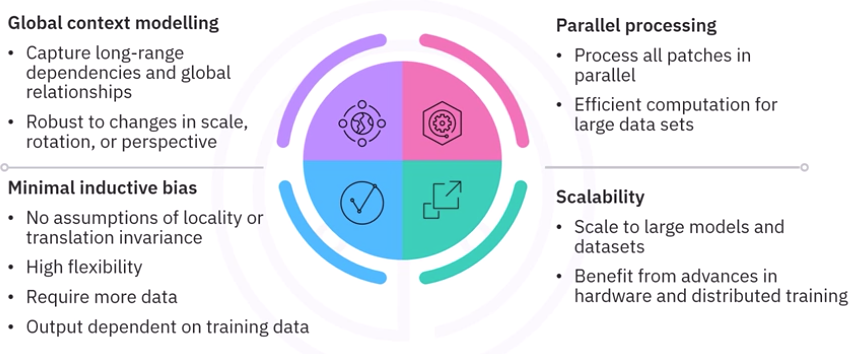 Global context modelling
• Capture long-range
dependencies and global
relationships
• Robust to changes in scale,
rotation, or perspective
Minimal inductive bias
• No assumptions of locality or
translation invariance
• High flexibility
• Require more data
• Output dependent on training data
Parallel processing
• Process all patches in
parallel
• Efficient computation for
large data sets
Scalability
• Scale to large models and
datasets
• Benefit from advances in
hardware and distributed training